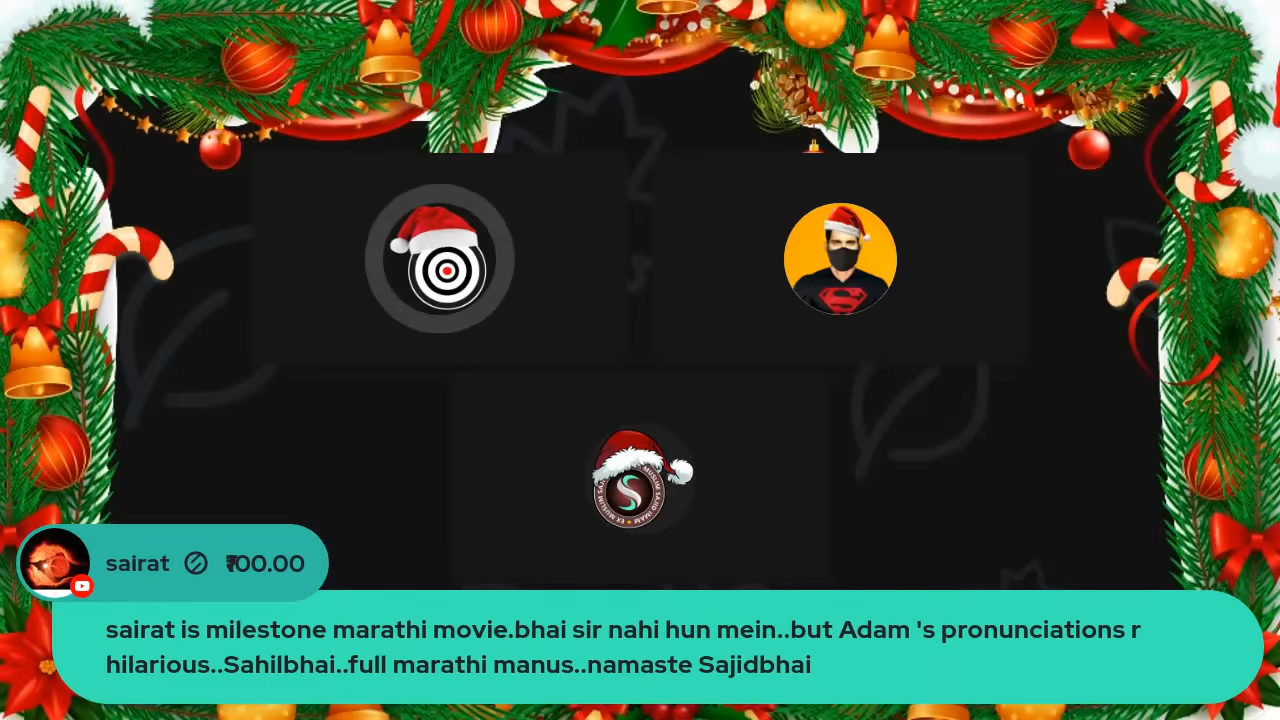 sairat ₹100.00
sairat is milestone marathi movie.bhai sir nahi hun mein..but Adam 's pronunciations r
hilarious..Sahilbhai..full marathi manus..namaste Sajidbhai